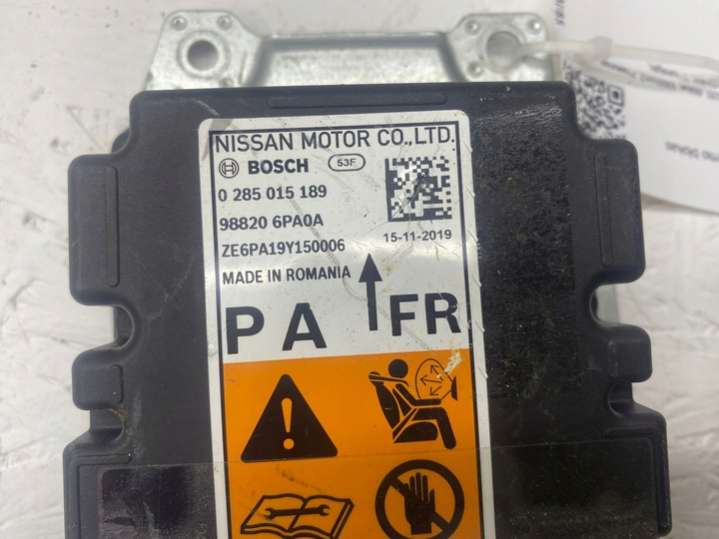 NISSAN MOTOR CO.,LTD.
BOSCH 53F
0 285 015 189
98820 6PA0A
ZE6PA19Y150006
15-11-2019
MADE IN ROMANIA
PA FR